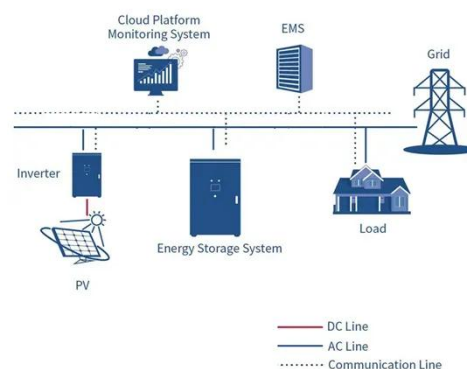 Cloud Platform
Monitoring System
EMS
Grid
Inverter
Energy Storage System
Load
PV
DC Line
AC Line
Communication Line